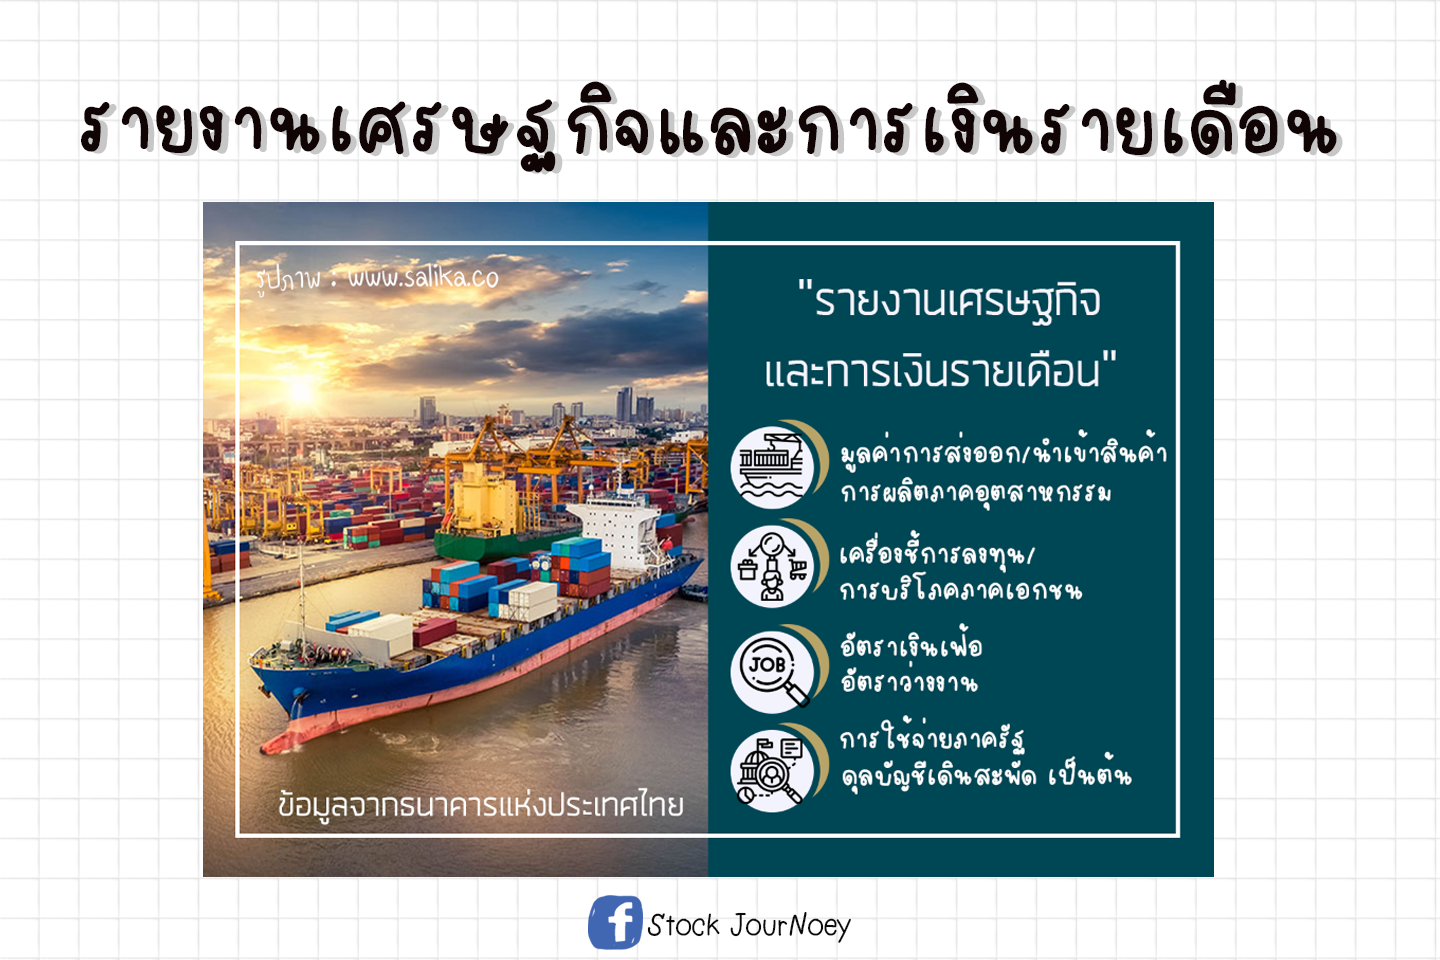 รายงานเศรษฐกิจและการเงินรายเดือน
รูปภาพ : www.salika.co
"รายงานเศรษฐกิจ
และการเงินรายเดือน"
มูลค่าการส่งออก/นำเข้าสินค้า
การผลิตภาคอุตสาหกรรม
เครื่องชี้การลงทุน/
การบริโภคภาคเอกชน
JOB
อัตราเงินเฟ้อ
อัตราว่างงาน
การใช้จ่ายภาครัฐ
ดุลบัญชีเดินสะพัด เป็นต้น
ข้อมูลจากธนาคารแห่งประเทศไทย
f Stock JourNoey